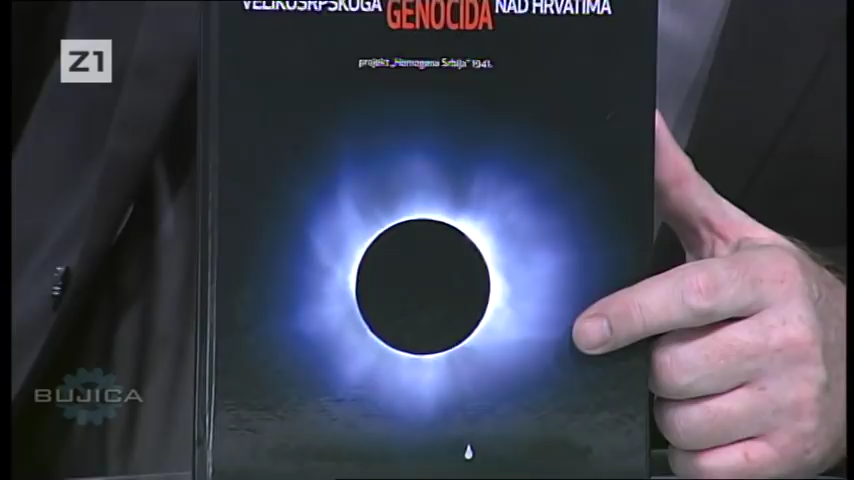 VELIKOSRPSKOGA GENOCIDA NAD HRVATIMA
projekt „Homogena Srbija" 1941.
Z1
BUJICA